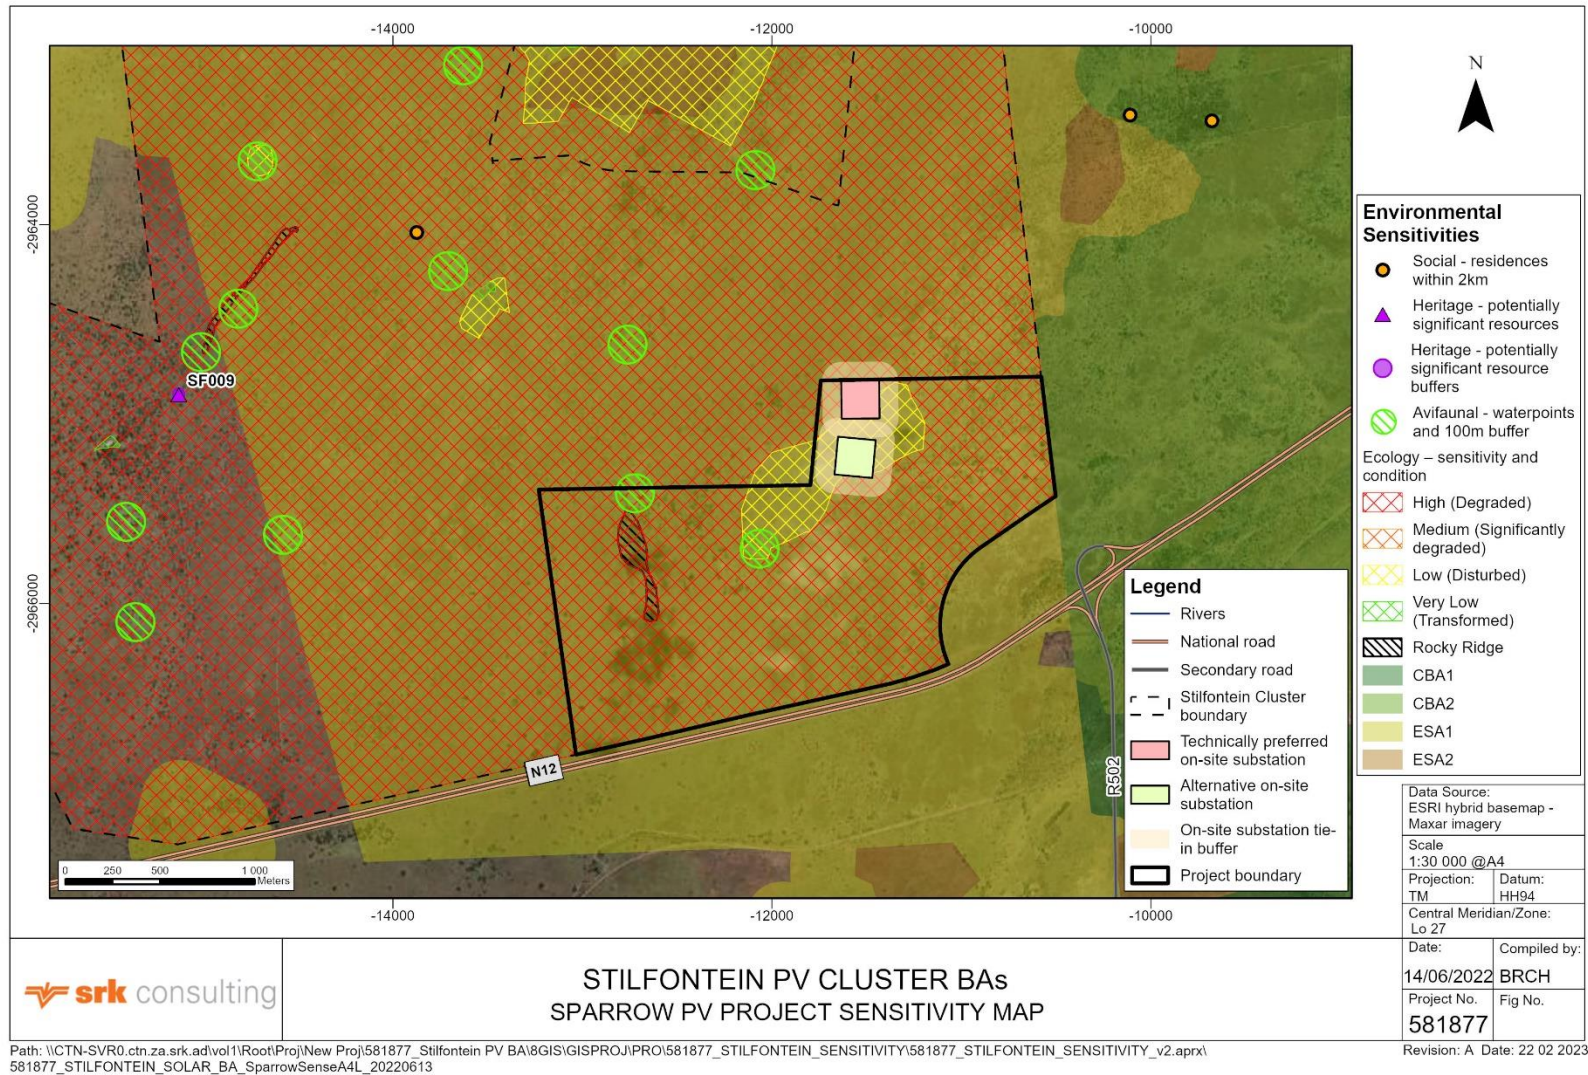 -14000
-12000
-10000
N
-2964000
-2966000
SF009
N12
R502
0 250 500 1 000
Meters
-14000
-12000
-10000
Legend
Rivers
National road
Secondary road
Stilfontein Cluster
boundary
Technically preferred
on-site substation
Alternative on-site
substation
On-site substation tie-
in buffer
Project boundary
Environmental
Sensitivities
Social - residences
within 2km
Heritage - potentially
significant resources
Heritage - potentially
significant resource
buffers
Avifaunal - waterpoints
and 100m buffer
Ecology – sensitivity and
condition
High (Degraded)
Medium (Significantly
degraded)
Low (Disturbed)
Very Low
(Transformed)
Rocky Ridge
CBA1
CBA2
ESA1
ESA2
Data Source:
ESRI hybrid basemap -
Maxar imagery
Scale
1:30 000 @A4
Projection: Datum:
TM HH94
Central Meridian/Zone:
Lo 27
Date: Compiled by:
14/06/2022 BRCH
Project No. Fig No.
581877
srk consulting
STILFONTEIN PV CLUSTER BAs
SPARROW PV PROJECT SENSITIVITY MAP
Path: \\CTN-SVR0.ctn.za.srk.ad\vol1\Root\Proj\New Proj\581877_Stilfontein PV BA\8GIS\GISPROJ\PRO\581877_STILFONTEIN_SENSITIVITY\581877_STILFONTEIN_SENSITIVITY_v2.aprx\
581877_STILFONTEIN_SOLAR_BA_SparrowSenseA4L_20220613
Revision: A Date: 22 02 2023